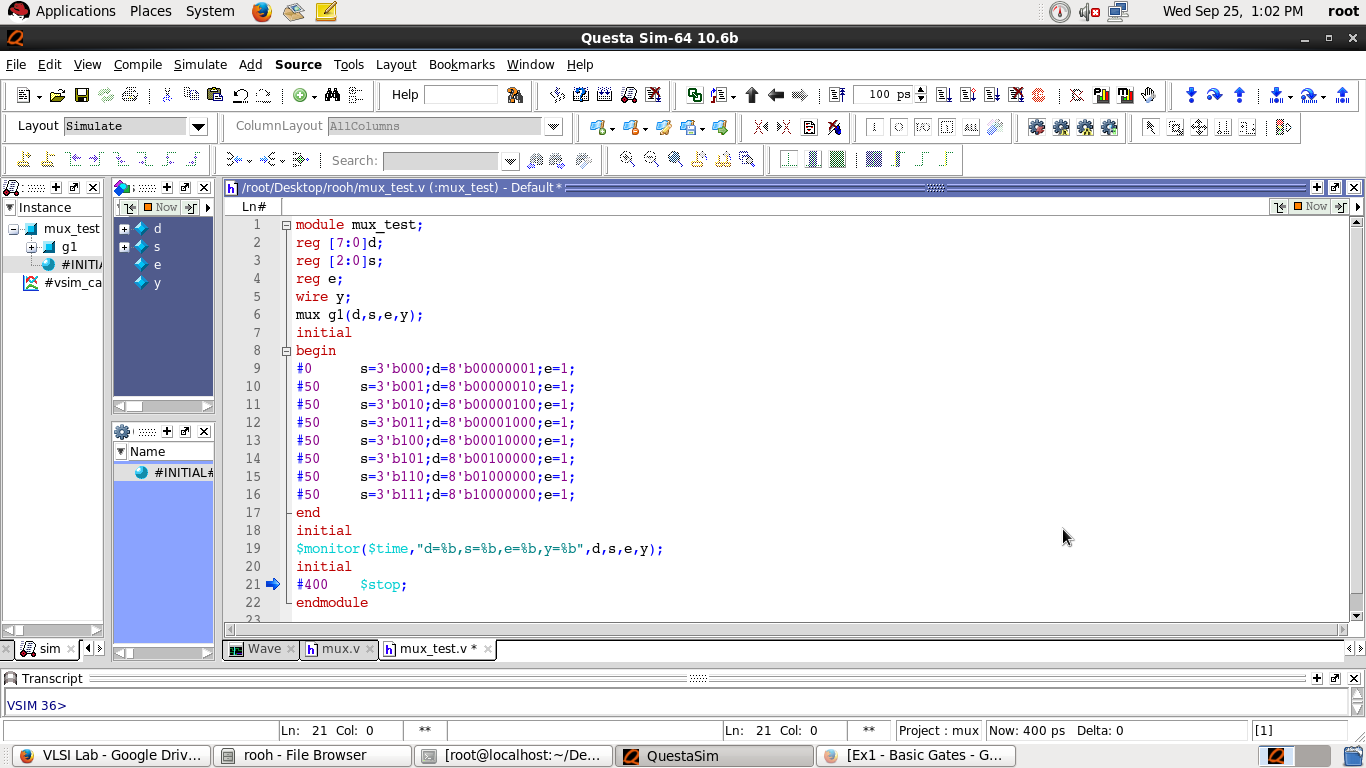 Applications Places System Wed Sep 25, 1:02 PM root
Questa Sim-64 10.6b
File Edit View Compile Simulate Add Source Tools Layout Bookmarks Window Help
Help 100 ps
Layout Simulate ColumnLayout AllColumns
Search:
/root/Desktop/rooh/mux_test.v (:mux_test) - Default *
Now
Instance
mux_test
g1
#INITIA
#vsim_ca
d
s
e
y
Name
#INITIAL#
Ln# Now
1 module mux_test;
2 reg [7:0]d;
3 reg [2:0]s;
4 reg e;
5 wire y;
6 mux g1(d,s,e,y);
7 initial
8 begin
9 #0 s=3'b000;d=8'b00000001;e=1;
10 #50 s=3'b001;d=8'b00000010;e=1;
11 #50 s=3'b010;d=8'b00000100;e=1;
12 #50 s=3'b011;d=8'b00001000;e=1;
13 #50 s=3'b100;d=8'b00010000;e=1;
14 #50 s=3'b101;d=8'b00100000;e=1;
15 #50 s=3'b110;d=8'b01000000;e=1;
16 #50 s=3'b111;d=8'b10000000;e=1;
17 end
18 initial
19 $monitor($time,"d=%b,s=%b,e=%b,y=%b",d,s,e,y);
20 initial
21 #400 $stop;
22 endmodule
23
sim Wave mux.v mux_test.v *
Transcript
VSIM 36>
Ln: 21 Col: 0 ** Ln: 21 Col: 0 ** Project : mux Now: 400 ps Delta: 0 [1]
VLSI Lab - Google Driv... rooh - File Browser [root@localhost:~/De... QuestaSim [Ex1 - Basic Gates - G...